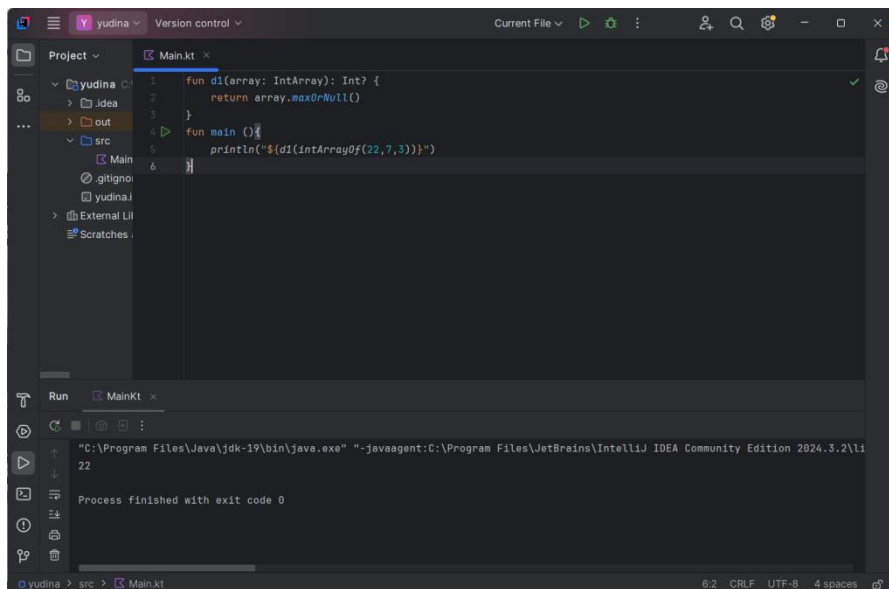 Y yudina Version control Current File
Project
Main.kt
yudina C:\
.idea
out
src
Main
.gitignor
yudina.i
External Lil
Scratches
1 fun d1(array: IntArray): Int? {
2 return array.maxOrNull()
3 }
4 fun main (){
5 println("${d1(intArrayOf(22,7,3))}")
6 }
Run MainKt
"C:\Program Files\Java\jdk-19\bin\java.exe" "-javaagent:C:\Program Files\JetBrains\IntelliJ IDEA Community Edition 2024.3.2\li
22
Process finished with exit code 0
yudina > src > Main.kt 6:2 CRLF UTF-8 4 spaces